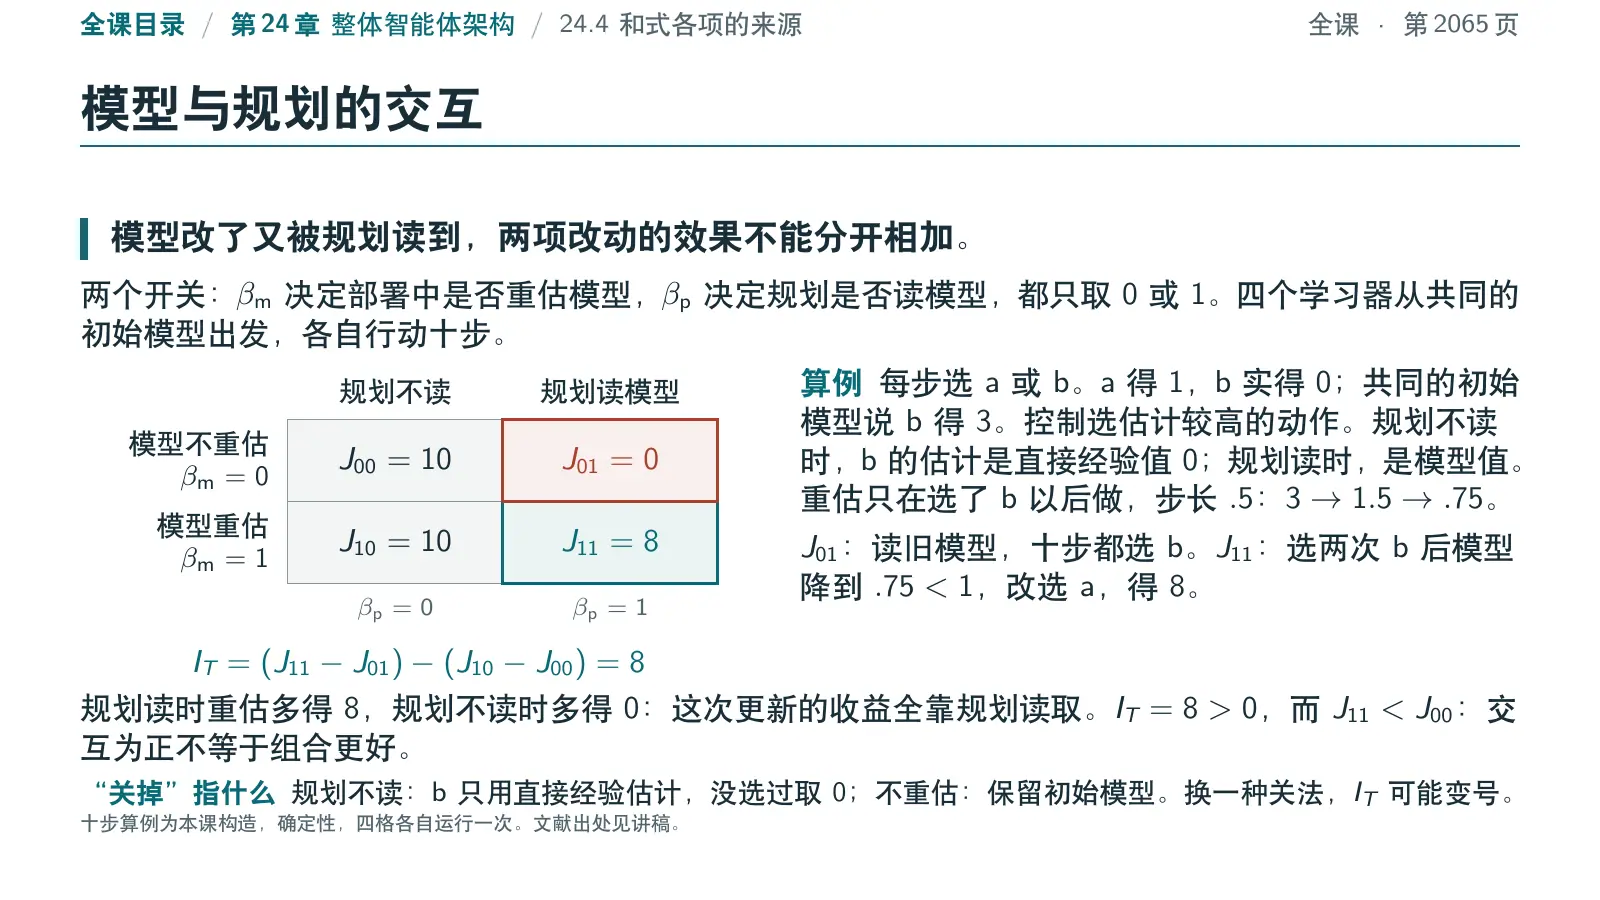 全课目录 / 第 24 章 整体智能体架构 / 24.4 和式各项的来源
全课 · 第 2065 页
模型与规划的交互
模型改了又被规划读到，两项改动的效果不能分开相加。
两个开关：βm 决定部署中是否重估模型，βp 决定规划是否读模型，都只取 0 或 1。四个学习器从共同的
初始模型出发，各自行动十步。
规划不读 规划读模型
模型不重估
βm = 0
J00 = 10 J01 = 0
模型重估
βm = 1
J10 = 10 J11 = 8
βp = 0 βp = 1
IT = (J11 − J01) − (J10 − J00) = 8
算例 每步选 a 或 b。a 得 1，b 实得 0；共同的初始
模型说 b 得 3。控制选估计较高的动作。规划不读
时，b 的估计是直接经验值 0；规划读时，是模型值。
重估只在选了 b 以后做，步长 .5：3 → 1.5 → .75。
J01：读旧模型，十步都选 b。J11：选两次 b 后模型
降到 .75 < 1，改选 a，得 8。
规划读时重估多得 8，规划不读时多得 0：这次更新的收益全靠规划读取。IT = 8 > 0，而 J11 < J00：交
互为正不等于组合更好。
“关掉”指什么 规划不读：b 只用直接经验估计，没选过取 0；不重估：保留初始模型。换一种关法，IT 可能变号。
十步算例为本课构造，确定性，四格各自运行一次。文献出处见讲稿。